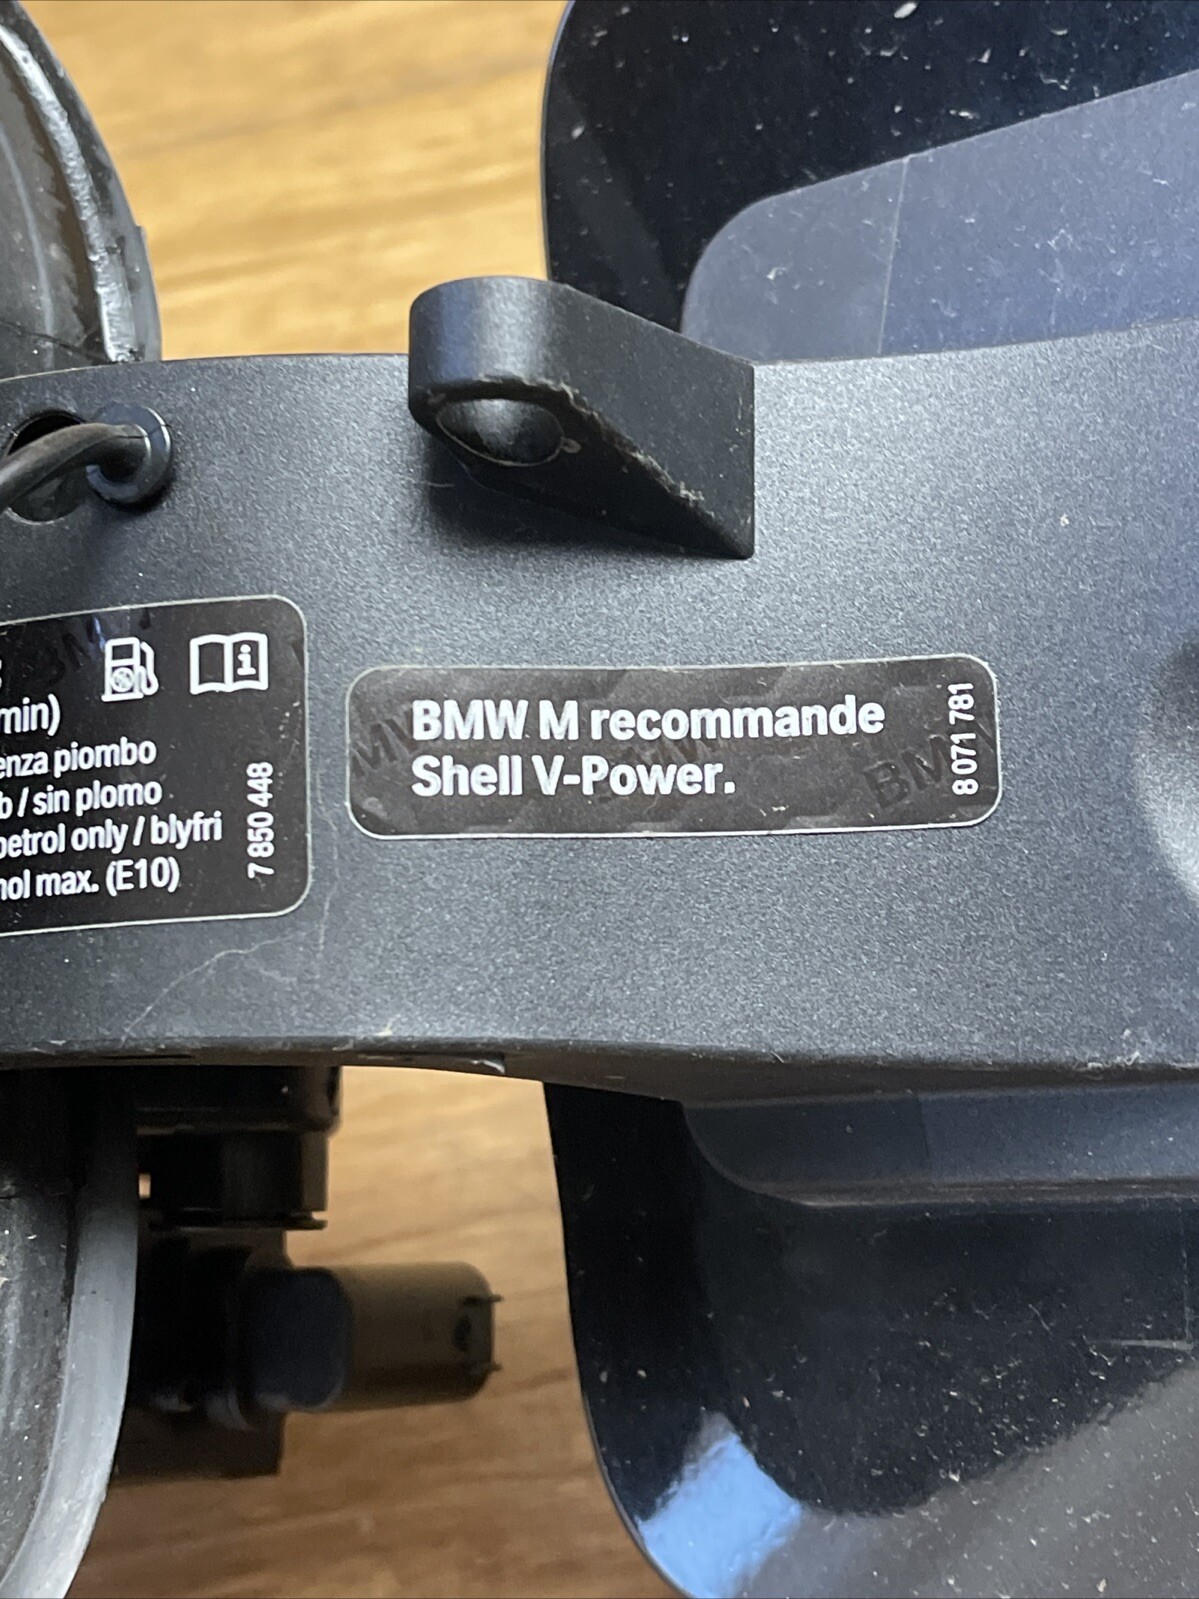 min)
enza piombo
b / sin plomo
petrol only / blyfri
nol max. (E10)
7 850 448
BMW M recommande
Shell V-Power.
8 071 781